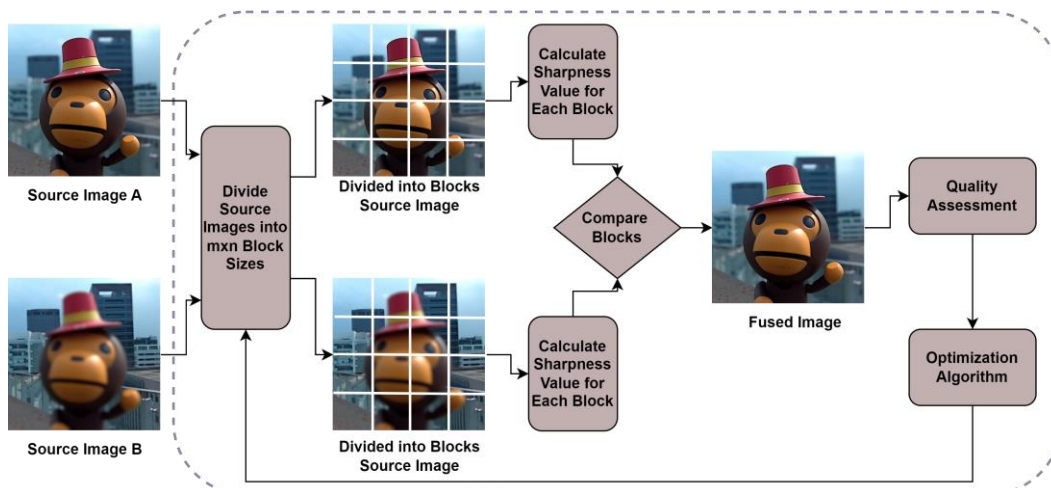 Source Image A
Source Image B
Divide
Source
Images into
mxn Block
Sizes
Divided into Blocks
Source Image
Divided into Blocks
Source Image
Calculate
Sharpness
Value for
Each Block
Calculate
Sharpness
Value for
Each Block
Compare
Blocks
Fused Image
Quality
Assessment
Optimization
Algorithm